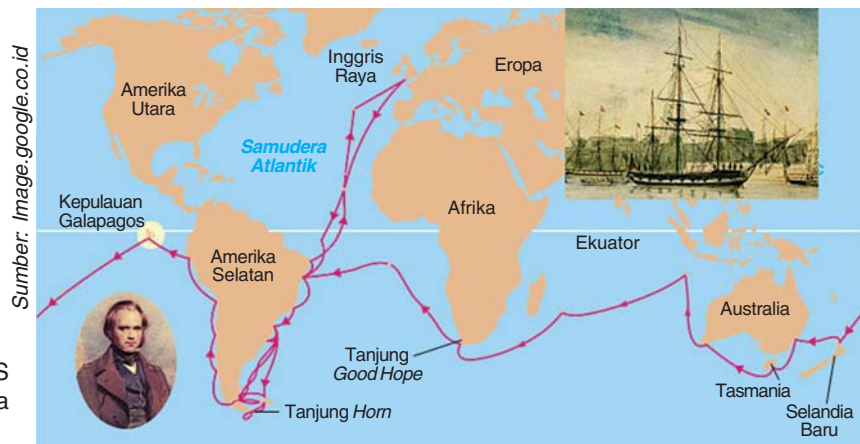 Sumber: Image.google.co.id
Inggris
Raya
Eropa
Amerika
Utara
Samudera
Atlantik
Kepulauan
Galapagos
Afrika
Ekuator
Amerika
Selatan
Australia
Tanjung
Good Hope
Tasmania
Tanjung Horn
Selandia
Baru
S
a